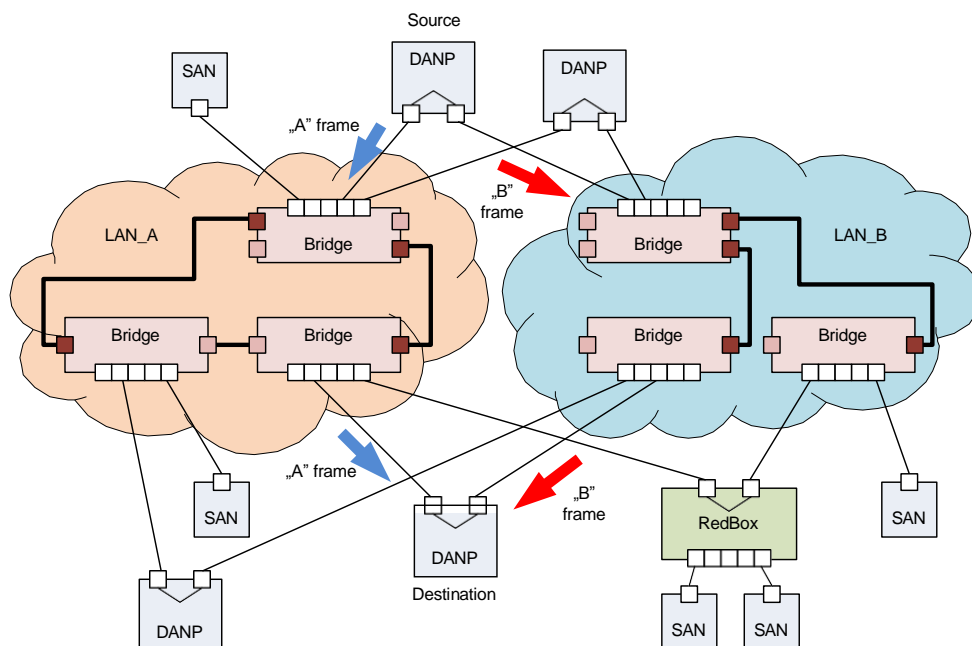 Source
SAN
DANP
DANP
„A” frame
„B”
frame
LAN_A
Bridge
Bridge
LAN_B
Bridge
Bridge
Bridge
Bridge
„A” frame
„B”
frame
SAN
DANP
RedBox
SAN
Destination
DANP
SAN
SAN